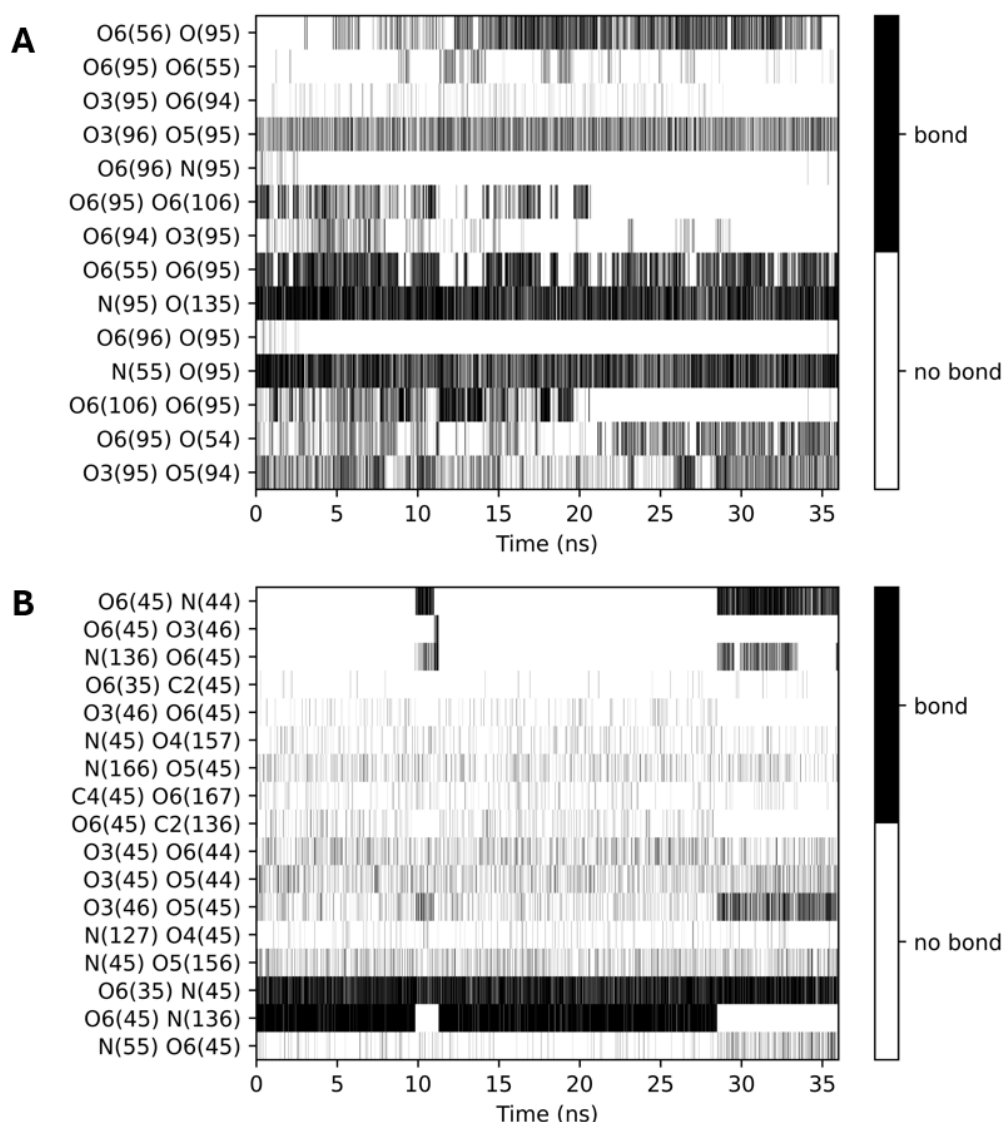 A
O6(56) O(95)
O6(95) O6(55)
O3(95) O6(94)
O3(96) O5(95)
O6(96) N(95)
O6(95) O6(106)
O6(94) O3(95)
O6(55) O6(95)
N(95) O(135)
O6(96) O(95)
N(55) O(95)
O6(106) O6(95)
O6(95) O(54)
O3(95) O5(94)
0 5 10 15 20 25 30 35
Time (ns)
bond
no bond
B
O6(45) N(44)
O6(45) O3(46)
N(136) O6(45)
O6(35) C2(45)
O3(46) O6(45)
N(45) O4(157)
N(166) O5(45)
C4(45) O6(167)
O6(45) C2(136)
O3(45) O6(44)
O3(45) O5(44)
O3(46) O5(45)
N(127) O4(45)
N(45) O5(156)
O6(35) N(45)
O6(45) N(136)
N(55) O6(45)
0 5 10 15 20 25 30 35
Time (ns)
bond
no bond